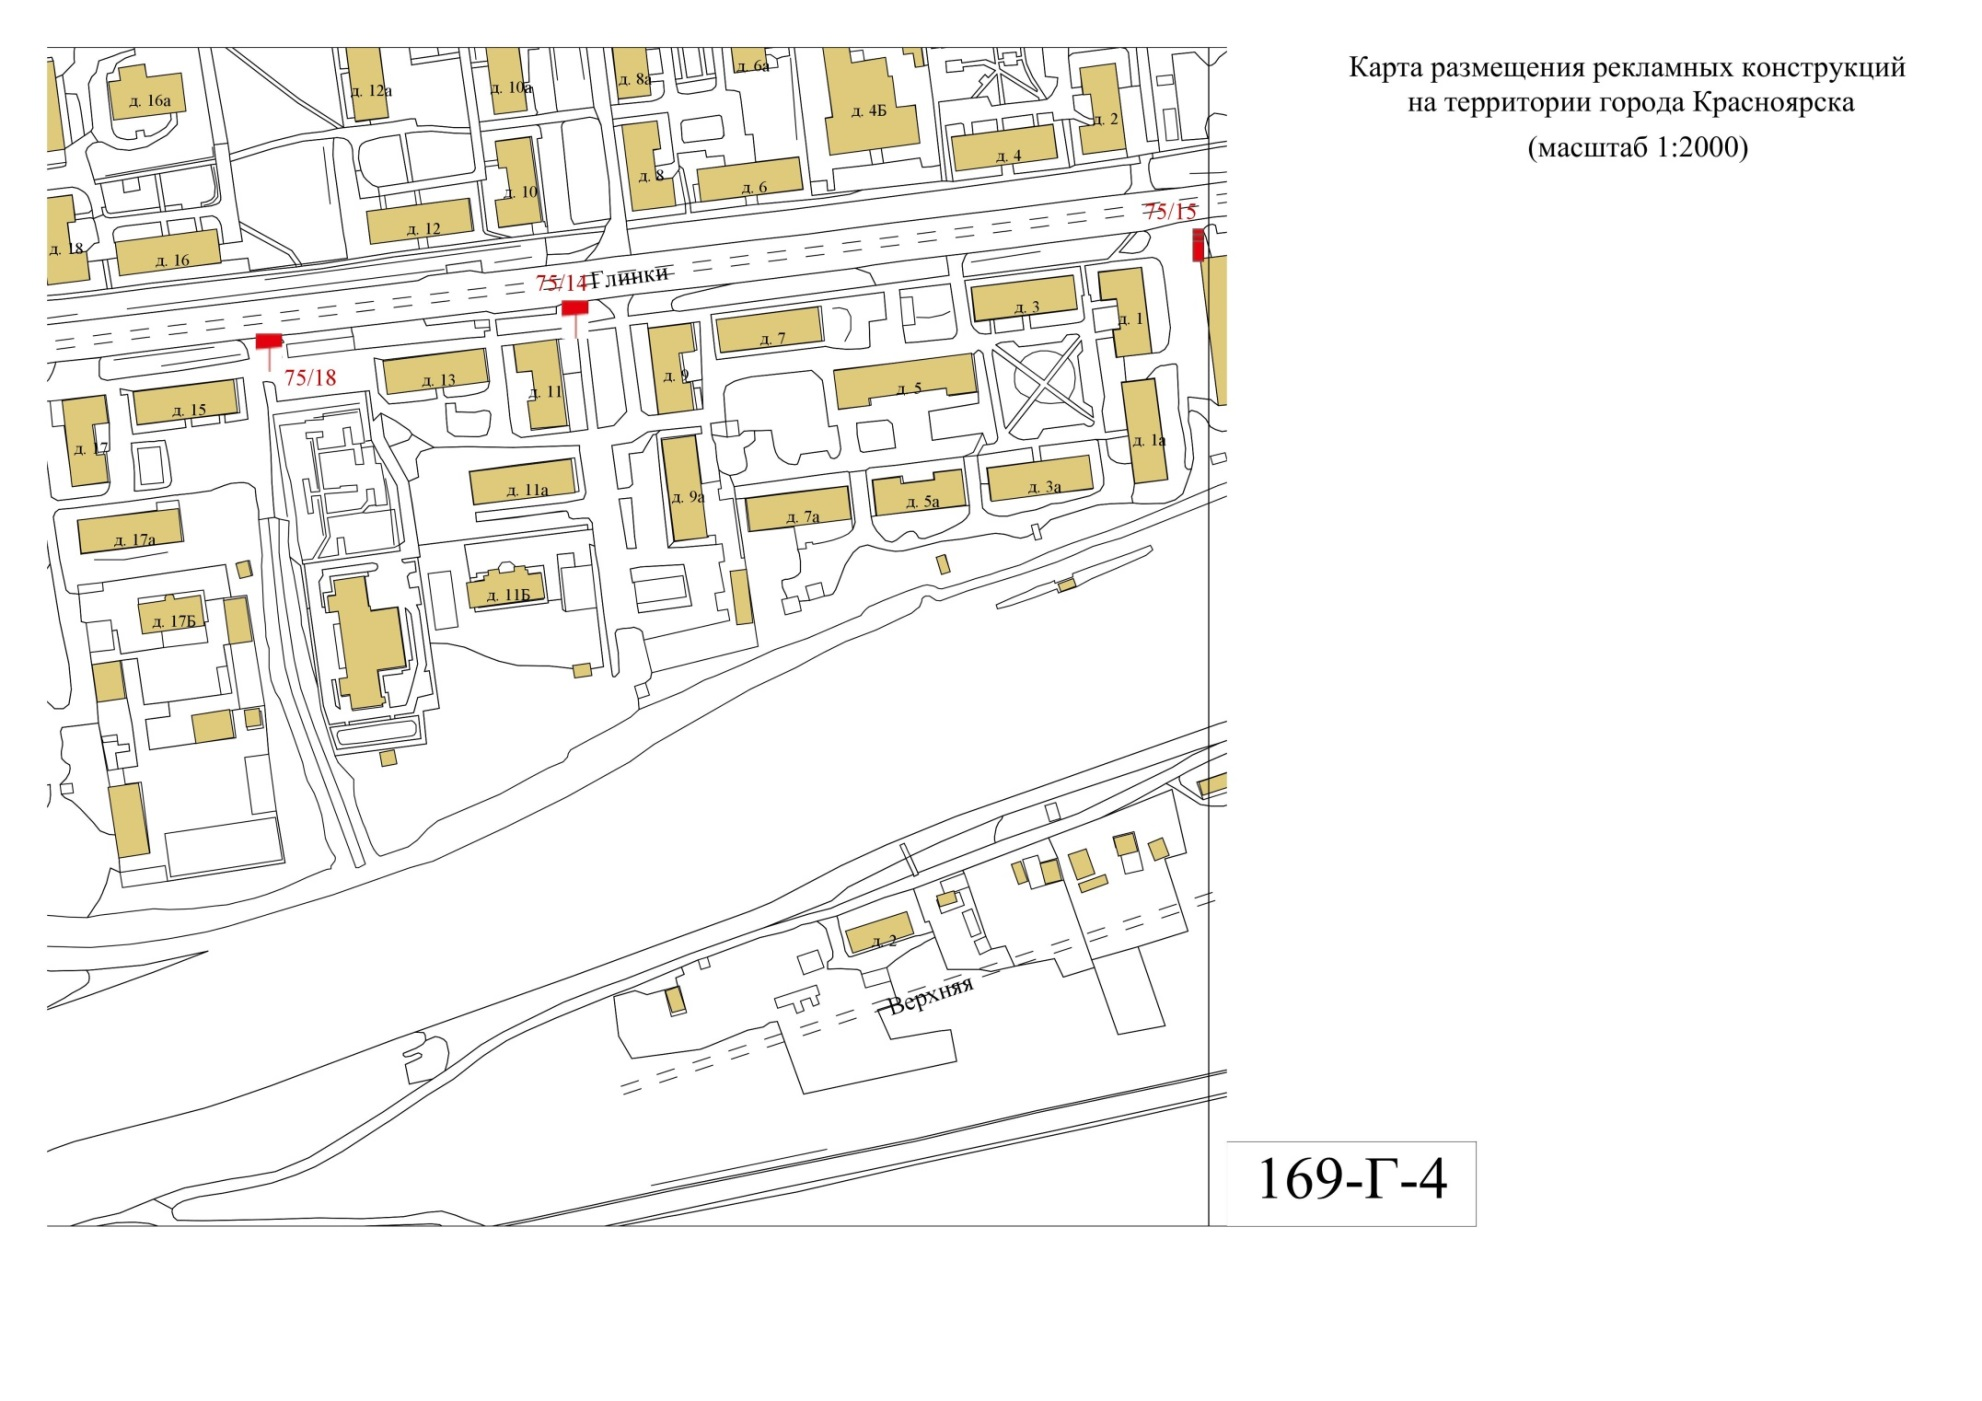 Карта размещения рекламных конструкций
на территории города Красноярска
(масштаб 1:2000)
д. 16а
д. 12а
д. 10а
д. 8а
д. 6а
д. 4Б
д. 2
д. 4
д. 18
д. 16
д. 12
д. 10
д. 8
д. 6
75/15
75/14
Глинки
75/18
д. 17
д. 15
д. 13
д. 11
д. 9
д. 7
д. 5
д. 3
д. 1
д. 1а
д. 17а
д. 11а
д. 9а
д. 7а
д. 5а
д. 3а
д. 17Б
д. 11Б
д. 2
Верхняя
169-Г-4